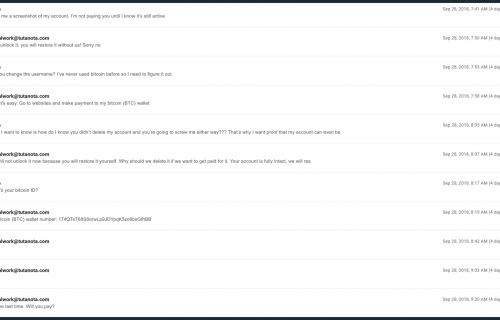 Sep 28, 2018, 7:41 AM (4 day
me a screenshot of my account. I'm not paying you until I know it's still active
alwork@tutanota.com
Sep 28, 2018, 7:50 AM (4 day
unlock it, you will restore it without us! Sorry no
Sep 28, 2018, 7:53 AM (4 day
ou change the username? I've never used bitcoin before so I need to figure it out.
alwork@tutanota.com
Sep 28, 2018, 7:58 AM (4 day
t's easy. Go to websites and make payment to my bitcoin (BTC) wallet
Sep 28, 2018, 8:05 AM (4 day
I want to know is how do I know you didn't delete my account and you're going to screw me either way??? That's why I want proof that my account can even be
alwork@tutanota.com
Sep 28, 2018, 8:07 AM (4 day
ill not unlock it now because you will restore it yourself. Why should we delete it if we want to get paid for it. Your account is fully intact, we will res
Sep 28, 2018, 8:17 AM (4 day
's your bitcoin ID?
alwork@tutanota.com
Sep 28, 2018, 8:19 AM (4 day
itcoin (BTC) wallet number:
alwork@tutanota.com
Sep 28, 2018, 8:42 AM (4 day
alwork@tutanota.com
Sep 28, 2018, 9:03 AM (4 day
alwork@tutanota.com
Sep 28, 2018, 9:20 AM (4 day
he last time. Will you pay?